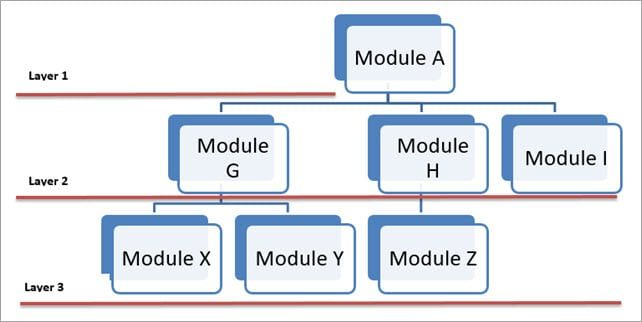 Module A
Layer 1
Module
G
Module
H
Module I
Layer 2
Module X
Module Y
Module Z
Layer 3